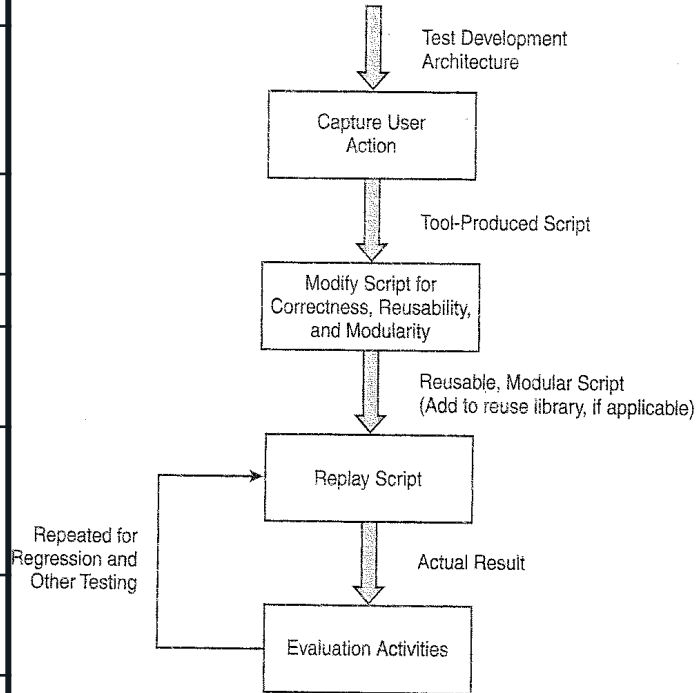 Test Development
Architecture
Capture User
Action
Tool-Produced Script
Modify Script for
Correctness, Reusability,
and Modularity
Reusable, Modular Script
(Add to reuse library, if applicable)
Replay Script
Repeated for
Regression and
Other Testing
Actual Result
Evaluation Activities